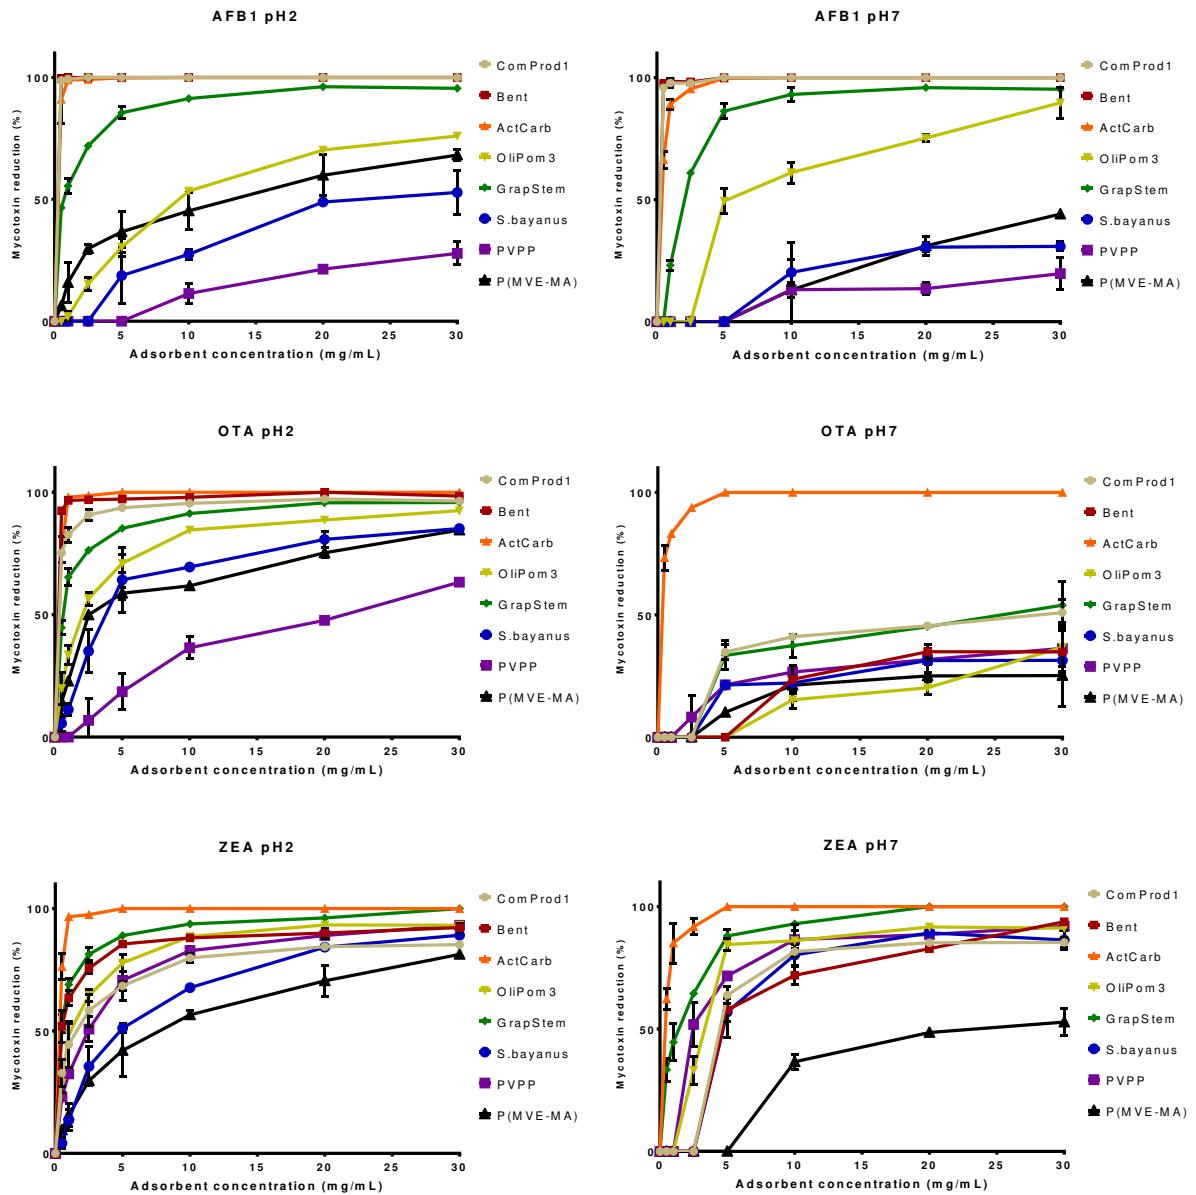 AFB1 pH2
Mycotoxin reduction (%)
100
50
0
0 5 10 15 20 25 30
Adsorbent concentration (mg/mL)
ComProd1
Bent
ActCarb
OliPom3
GrapStem
S.bayanus
PVPP
P(MVE-MA)
AFB1 pH7
Mycotoxin reduction (%)
100
50
0
0 5 10 15 20 25 30
Adsorbent concentration (mg/mL)
ComProd1
Bent
ActCarb
OliPom3
GrapStem
S.bayanus
PVPP
P(MVE-MA)
OTA pH2
Mycotoxin reduction (%)
100
50
0
0 5 10 15 20 25 30
Adsorbent concentration (mg/mL)
ComProd1
Bent
ActCarb
OliPom3
GrapStem
S.bayanus
PVPP
P(MVE-MA)
OTA pH7
Mycotoxin reduction (%)
100
50
0
0 5 10 15 20 25 30
Adsorbent concentration (mg/mL)
ComProd1
Bent
ActCarb
OliPom3
GrapStem
S.bayanus
PVPP
P(MVE-MA)
ZEA pH2
Mycotoxin reduction (%)
100
50
0
0 5 10 15 20 25 30
Adsorbent concentration (mg/mL)
ComProd1
Bent
ActCarb
OliPom3
GrapStem
S.bayanus
PVPP
P(MVE-MA)
ZEA pH7
Mycotoxin reduction (%)
100
50
0
0 5 10 15 20 25 30
Adsorbent concentration (mg/mL)
ComProd1
Bent
ActCarb
OliPom3
GrapStem
S.bayanus
PVPP
P(MVE-MA)